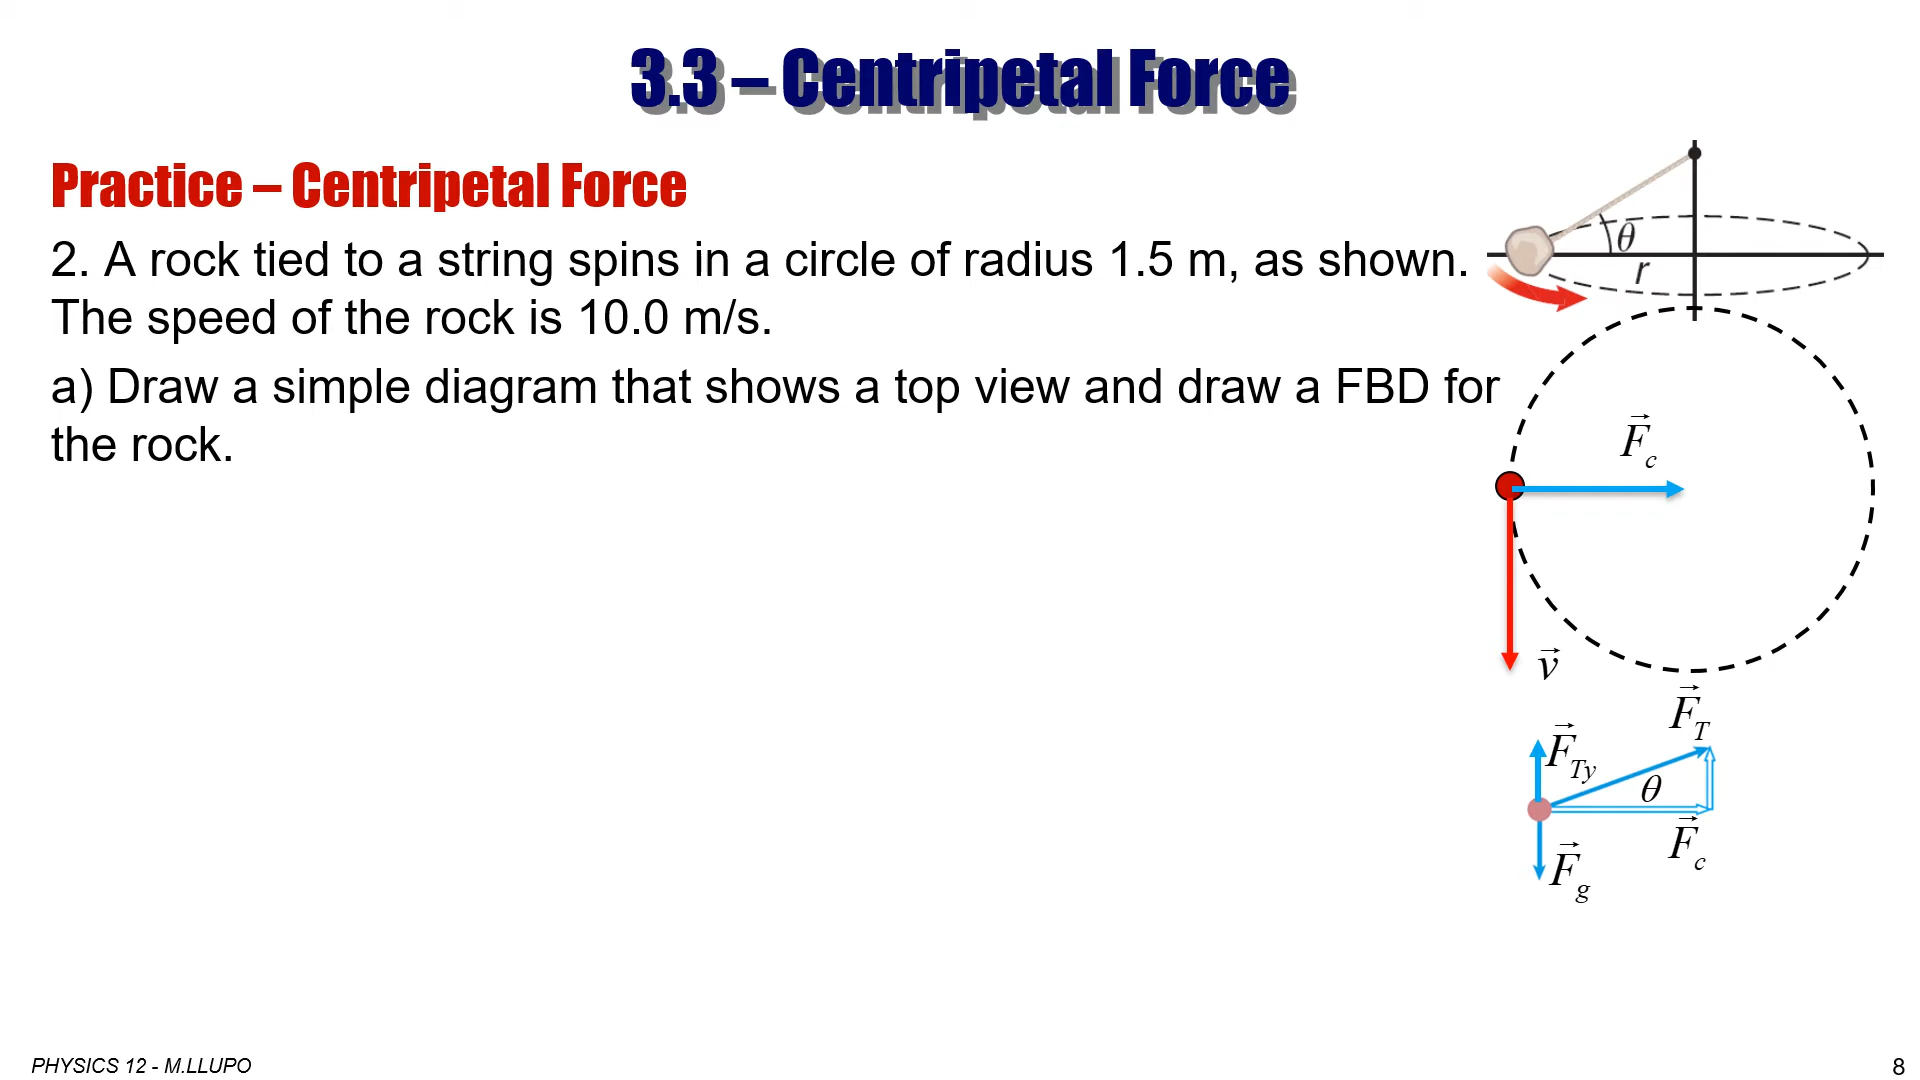 3.3 – Centripetal Force
Practice – Centripetal Force
2. A rock tied to a string spins in a circle of radius 1.5 m, as shown.
The speed of the rock is 10.0 m/s.
a) Draw a simple diagram that shows a top view and draw a FBD for
the rock.
θ
r
F⃗c
v⃗
F⃗T
F⃗Ty
θ
F⃗c
F⃗g
PHYSICS 12 - M.LLUPO
8